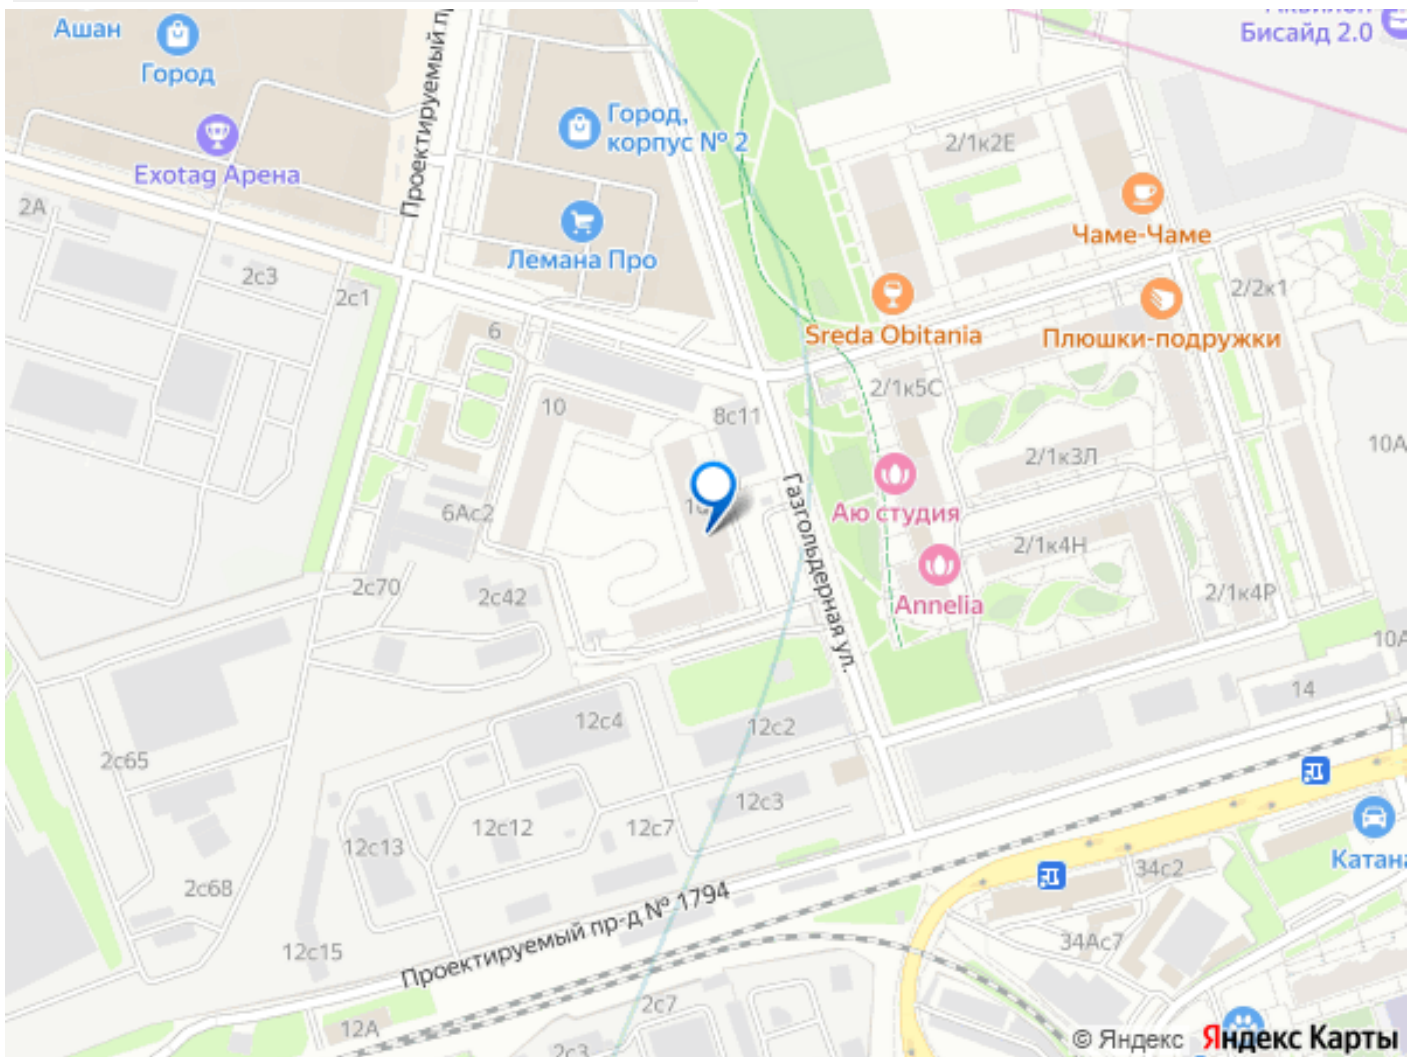 Ашан
Город
Проектируемый п
Город,
корпус № 2
Бисайд 2.0
2/1к2Е
Exotag Арена
2А
Чаме-Чаме
Лемана Про
2с3
2с1
2/2к1
6
Sreda Obitania
Плюшки-подружки
2/1к5С
10
8с11
10А
2/1к3Л
Газгольдерная ул.
6Ас2
Аю студия
2/1к4Н
2с70
2с42
Annelia
2/1к4Р
10А
14
12с4
12с2
2с65
12с3
12с12
12с7
12с13
Катана
34с2
2с68
Проектируемый пр-д № 1794
34Ас7
12с15
2с7
12А
2с3
© Яндекс Яндекс Карты